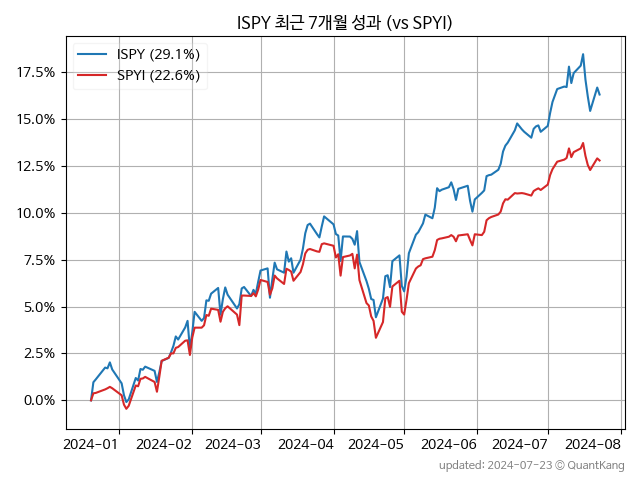 ISPY 최근 7개월 성과 (vs SPYI)
ISPY (29.1%)
SPYI (22.6%)
17.5%
15.0%
12.5%
10.0%
7.5%
5.0%
2.5%
0.0%
2024-01 2024-02 2024-03 2024-04 2024-05 2024-06 2024-07 2024-08
updated: 2024-07-23 © QuantKang